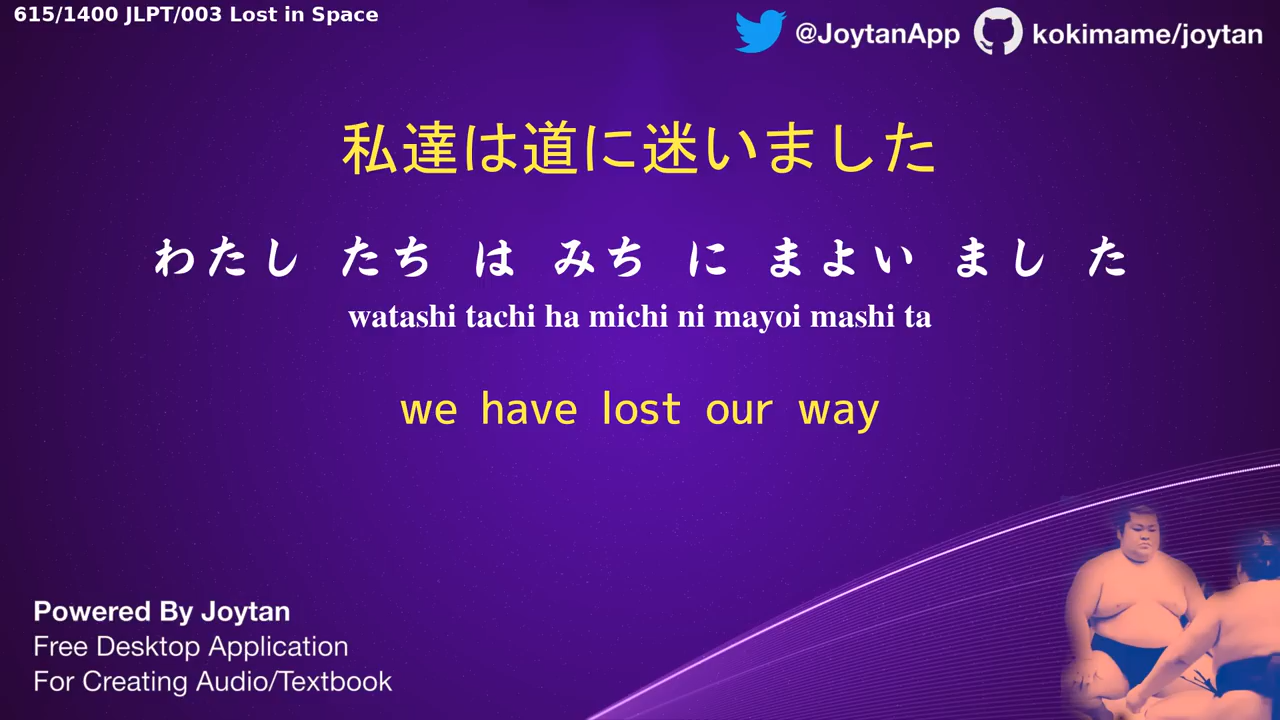 615/1400 JLPT/003 Lost in Space
@JoytanApp kokimame/joytan
私達は道に迷いました
わたし たち は みち に まよい まし た
watashi tachi ha michi ni mayoi mashi ta
we have lost our way
Powered By Joytan
Free Desktop Application
For Creating Audio/Textbook